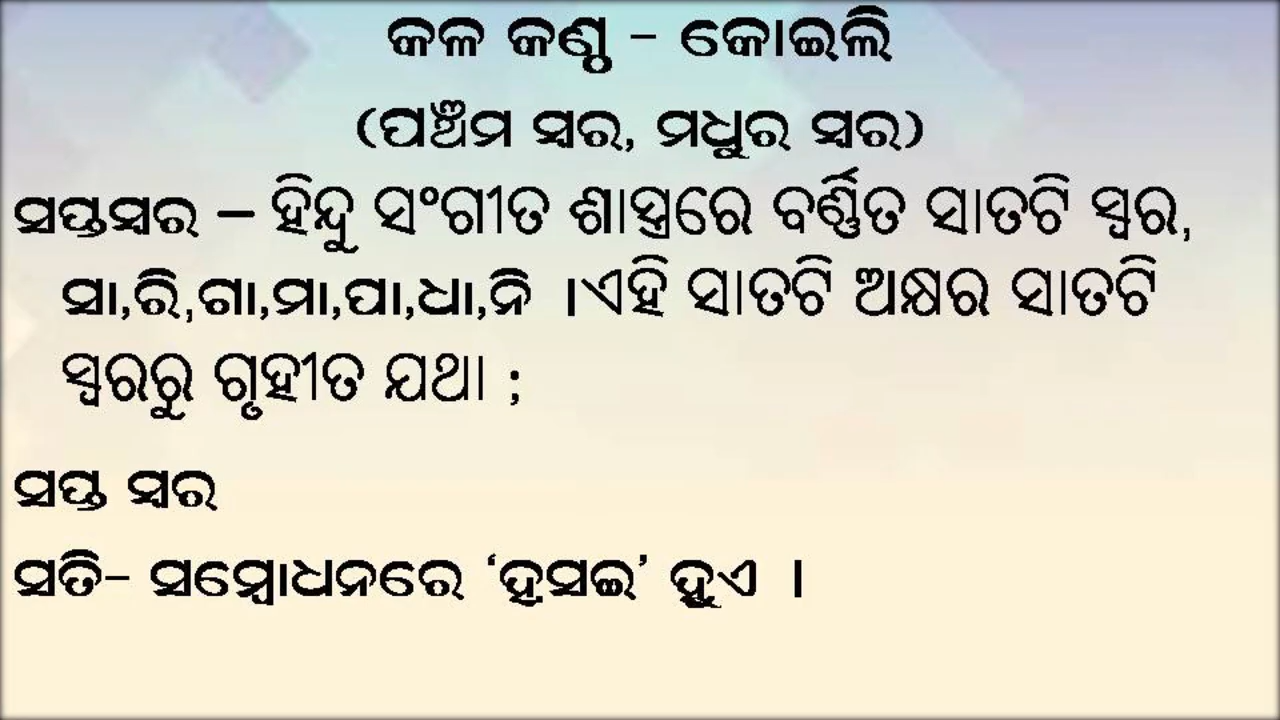 କଳ କଣ୍ଠ - କୋଇଲି
(ପଞ୍ଚମ ସ୍ୱର, ମଧୁର ସ୍ୱର)
ସପ୍ତସ୍ୱର – ହିନ୍ଦୁ ସଂଗୀତ ଶାସ୍ତ୍ରରେ ବର୍ଣ୍ଣିତ ସାତଟି ସ୍ୱର,
ସା,ରି,ଗା,ମା,ପା,ଧା,ନି ।ଏହି ସାତଟି ଅକ୍ଷର ସାତଟି
ସ୍ୱରରୁ ଗୃହୀତ ଯଥା ;
ସପ୍ତ ସ୍ୱର
ସତି- ସମ୍ବୋଧନରେ ‘ହ୍ରସଇ’ ହୁଏ ।